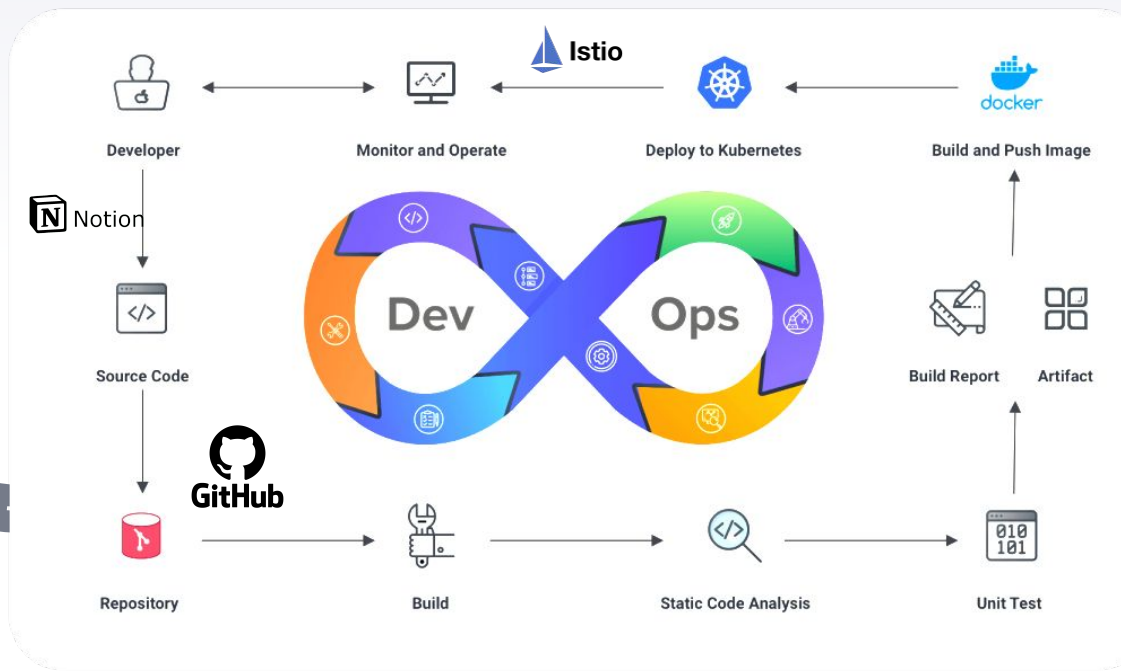 Istio
docker
Developer
Monitor and Operate
Deploy to Kubernetes
Build and Push Image
N Notion
Dev
Ops
</>
Source Code
Build Report
Artifact
GitHub
</>
010
101
Repository
Build
Static Code Analysis
Unit Test